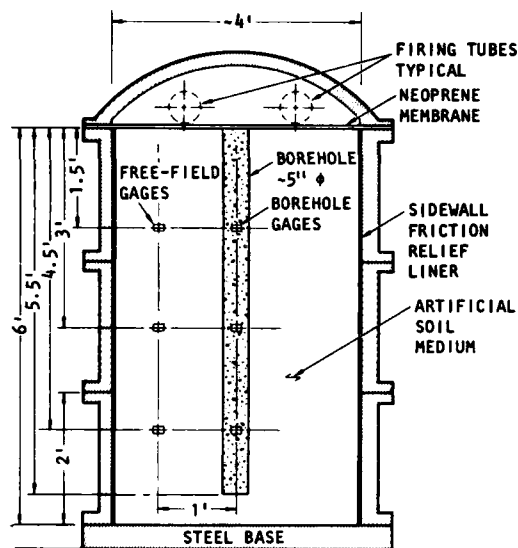 ~4'
FIRING TUBES
TYPICAL
NEOPRENE
MEMBRANE
1.5'
3'
4.5'
5.5'
6'
2'
FREE-FIELD
GAGES
BOREHOLE
~5" φ
BOREHOLE
GAGES
SIDEWALL
FRICTION
RELIEF
LINER
ARTIFICIAL
SOIL
MEDIUM
1'
STEEL BASE